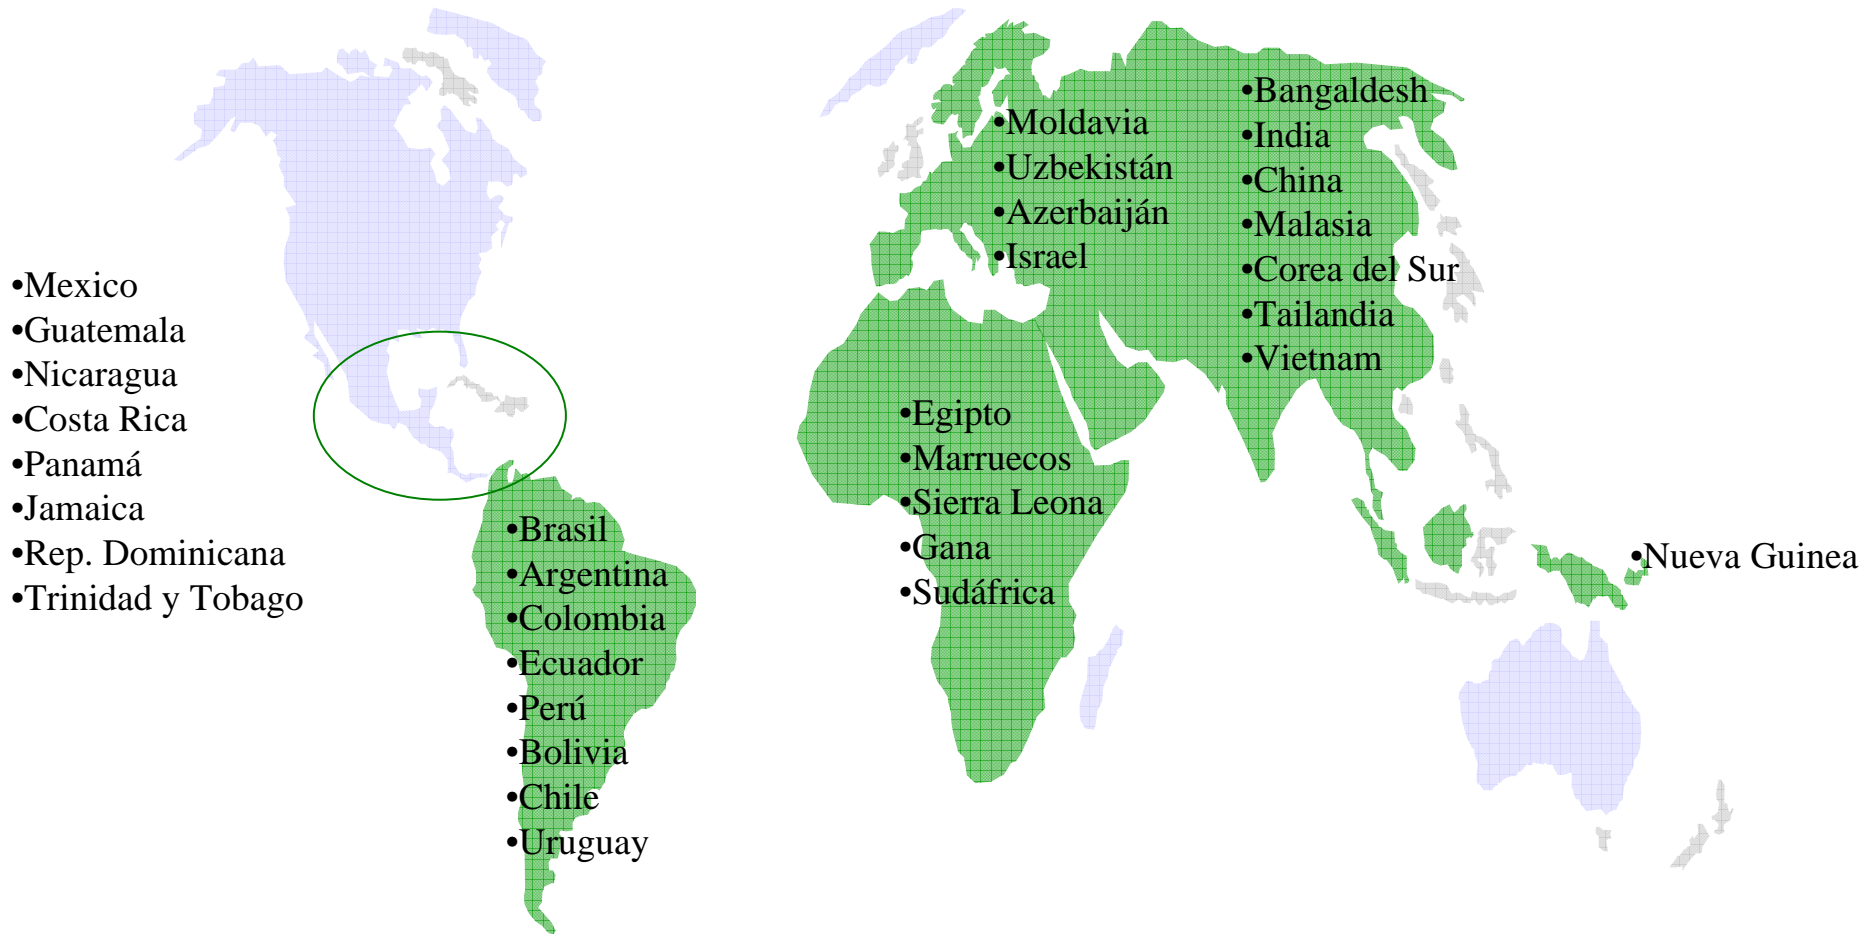 •Mexico
•Guatemala
•Nicaragua
•Costa Rica
•Panamá
•Jamaica
•Rep. Dominicana
•Trinidad y Tobago
•Brasil
•Argentina
•Colombia
•Ecuador
•Perú
•Bolivia
•Chile
•Uruguay
•Egipto
•Marruecos
•Sierra Leona
•Gana
•Sudáfrica
•Moldavia
•Uzbekistán
•Azerbaiján
•Israel
•Bangaldesh
•India
•China
•Malasia
•Corea del Sur
•Tailandia
•Vietnam
•Nueva Guinea